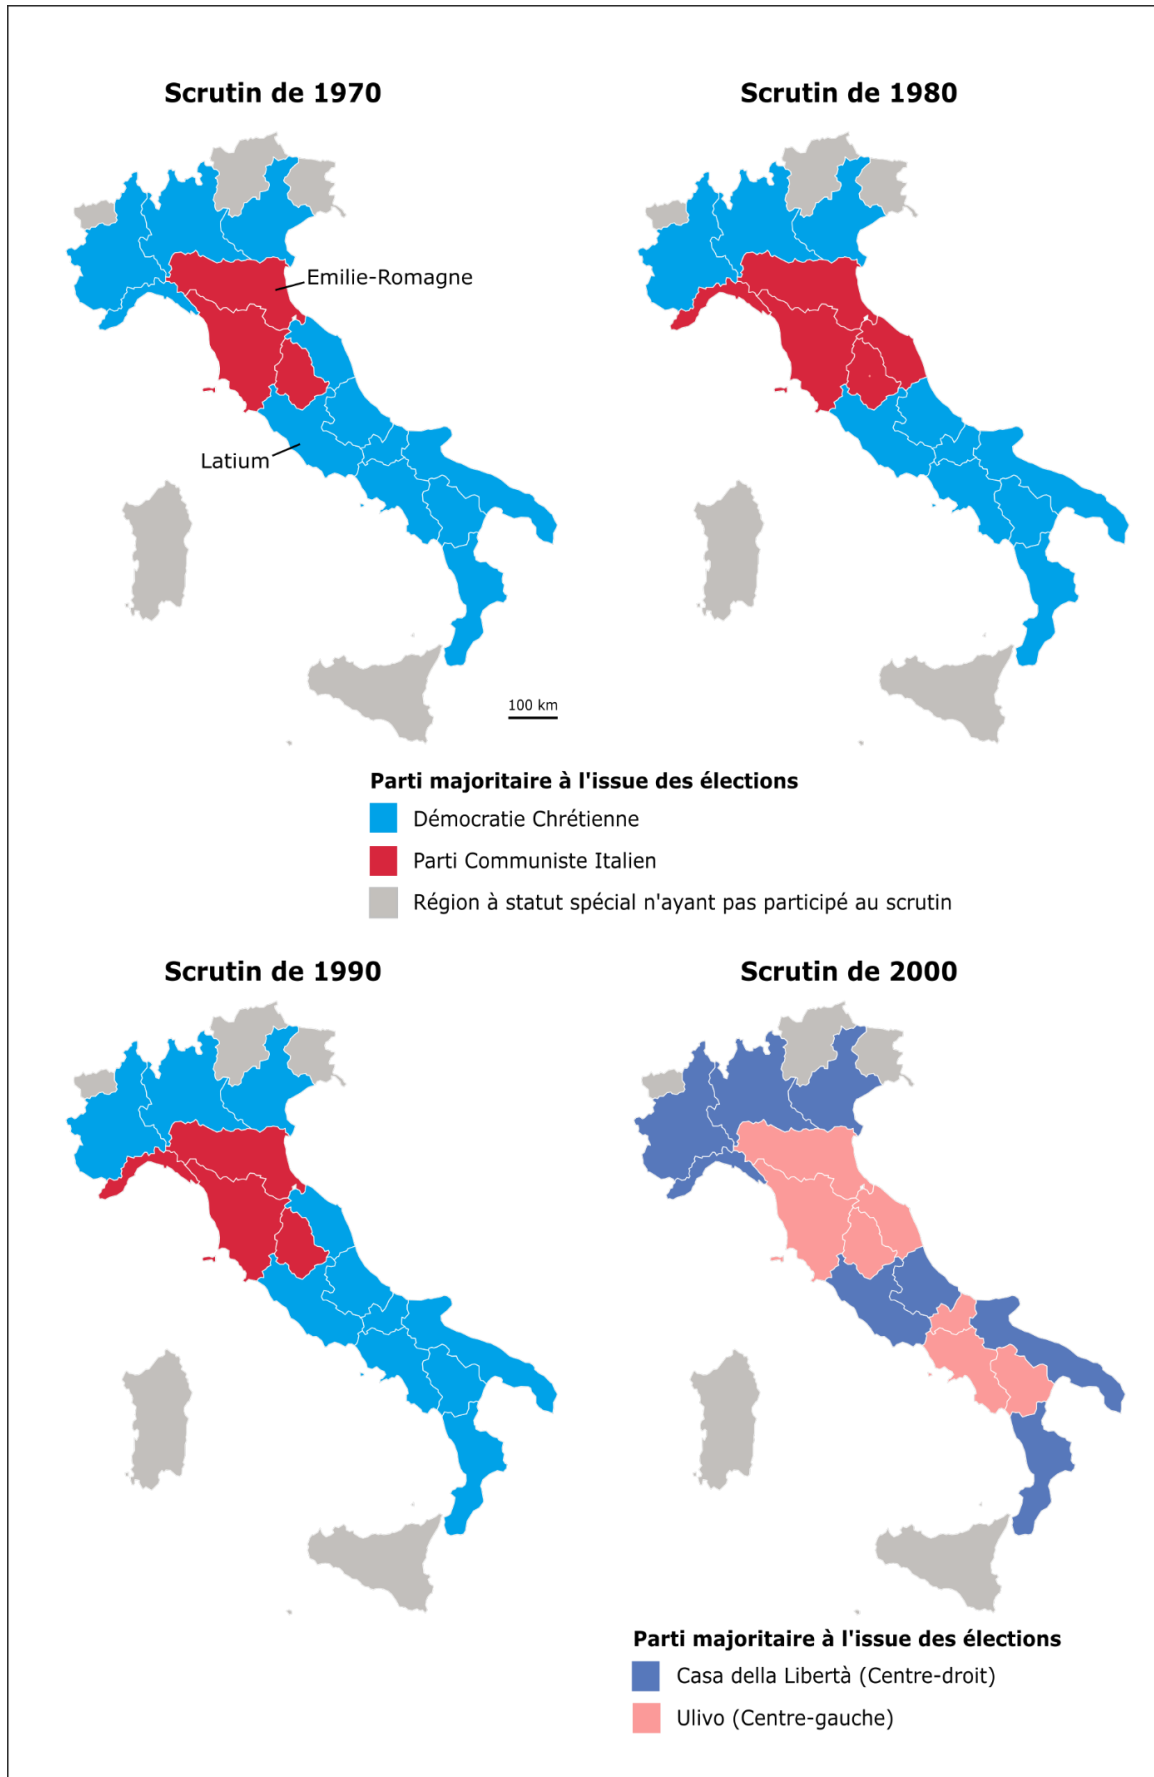 Scrutin de 1970
Scrutin de 1980
Emilie-Romagne
Latium
100 km
Parti majoritaire à l'issue des élections
Démocratie Chrétienne
Parti Communiste Italien
Région à statut spécial n'ayant pas participé au scrutin
Scrutin de 1990
Scrutin de 2000
Parti majoritaire à l'issue des élections
Casa della Libertà (Centre-droit)
Ulivo (Centre-gauche)